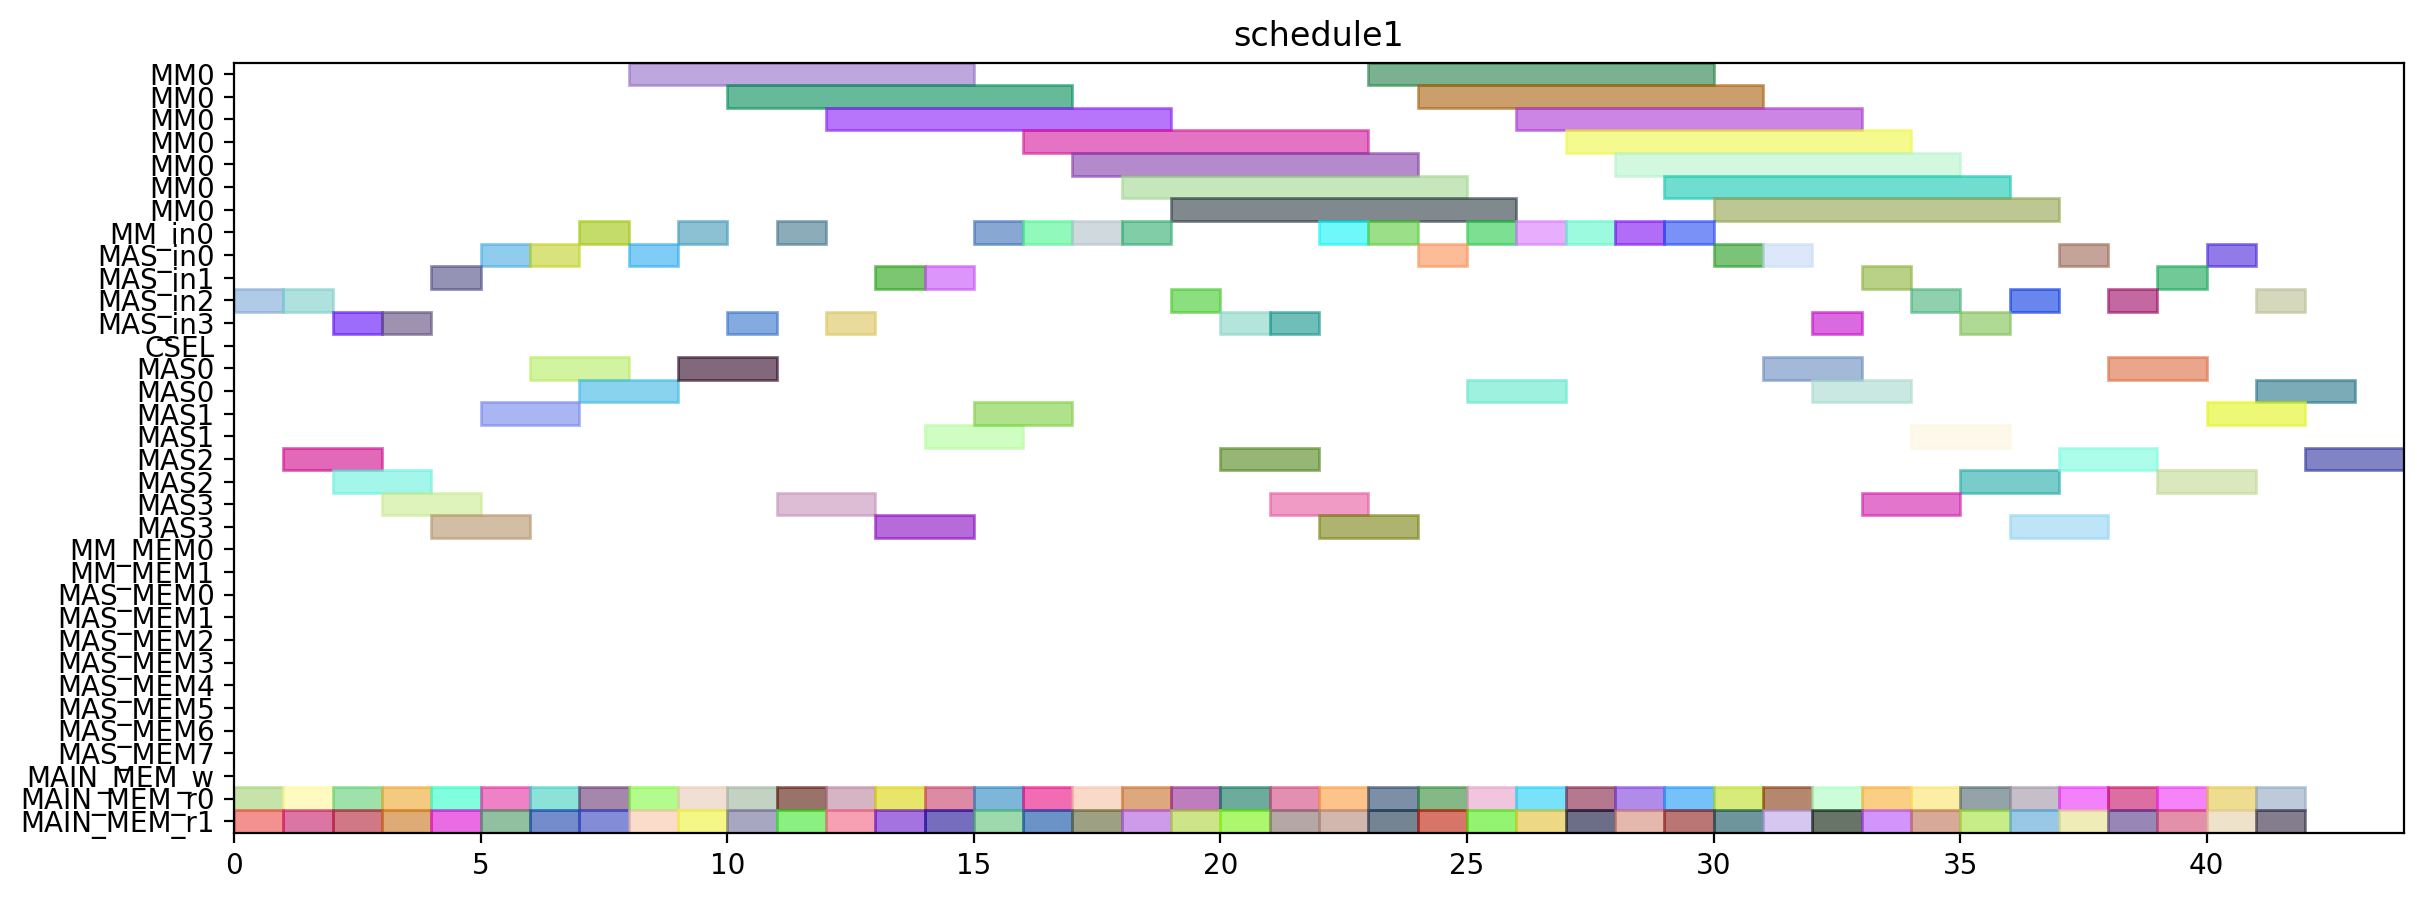 schedule1
MM0
MM0
MM0
MM0
MM0
MM0
MM0
MM_in0
MAS_in0
MAS_in1
MAS_in2
MAS_in3
CSEL
MAS0
MAS0
MAS1
MAS1
MAS2
MAS2
MAS3
MAS3
MM_MEM0
MM_MEM1
MAS_MEM0
MAS_MEM1
MAS_MEM2
MAS_MEM3
MAS_MEM4
MAS_MEM5
MAS_MEM6
MAS_MEM7
MAIN_MEM_w
MAIN_MEM_r0
MAIN_MEM_r1
0 5 10 15 20 25 30 35 40